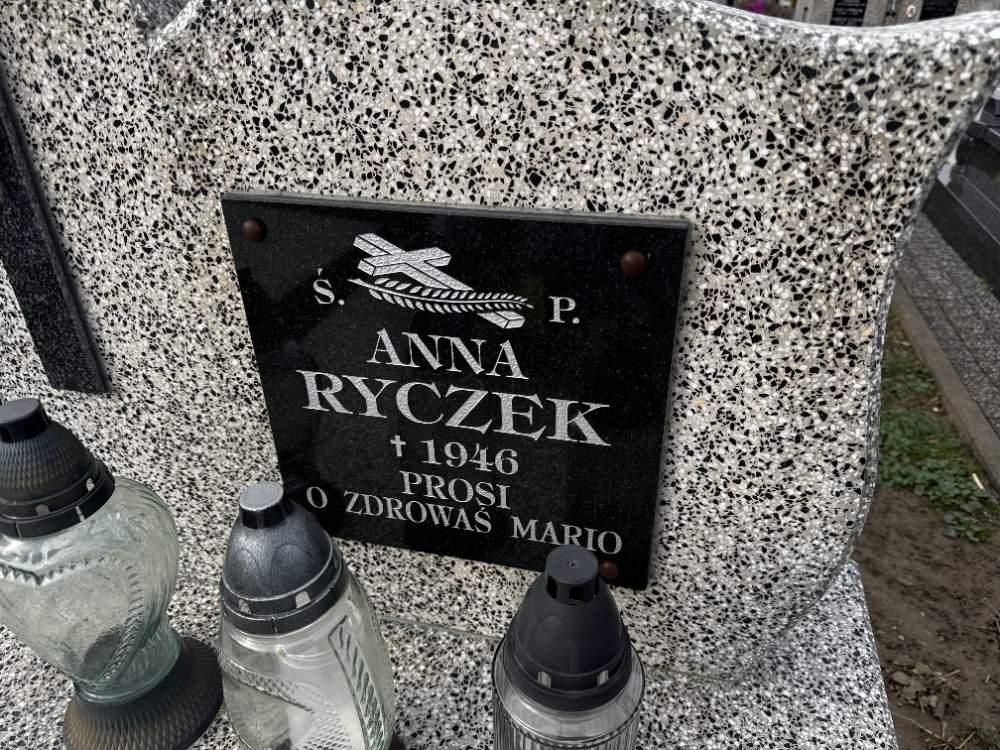 Ś. P.
ANNA
RYCZEK
† 1946
PROSI
O ZDROWAŚ MARIO